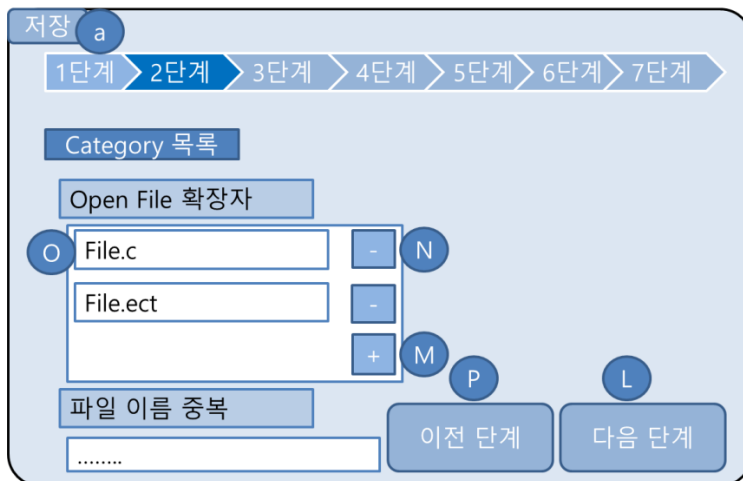 저장
a
1단계 2단계 3단계 4단계 5단계 6단계 7단계
Category 목록
Open File 확장자
O File.c - N
File.ect -
+ M
P L
파일 이름 중복
이전 단계 다음 단계
........